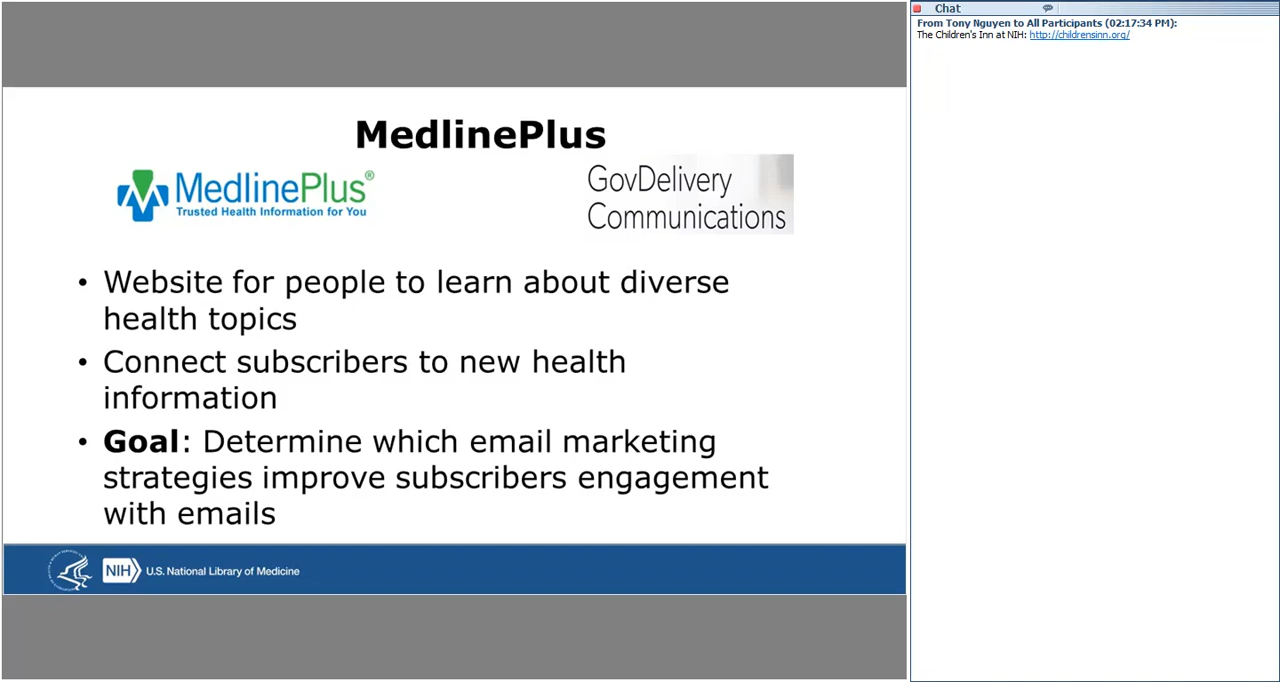 MedlinePlus
MedlinePlus®
Trusted Health Information for You
GovDelivery
Communications
• Website for people to learn about diverse
health topics
• Connect subscribers to new health
information
• Goal: Determine which email marketing
strategies improve subscribers engagement
with emails
NIH U.S. National Library of Medicine
Chat
From Tony Nguyen to All Participants (02:17:34 PM):
The Children's Inn at NIH: http://childrensinn.org/